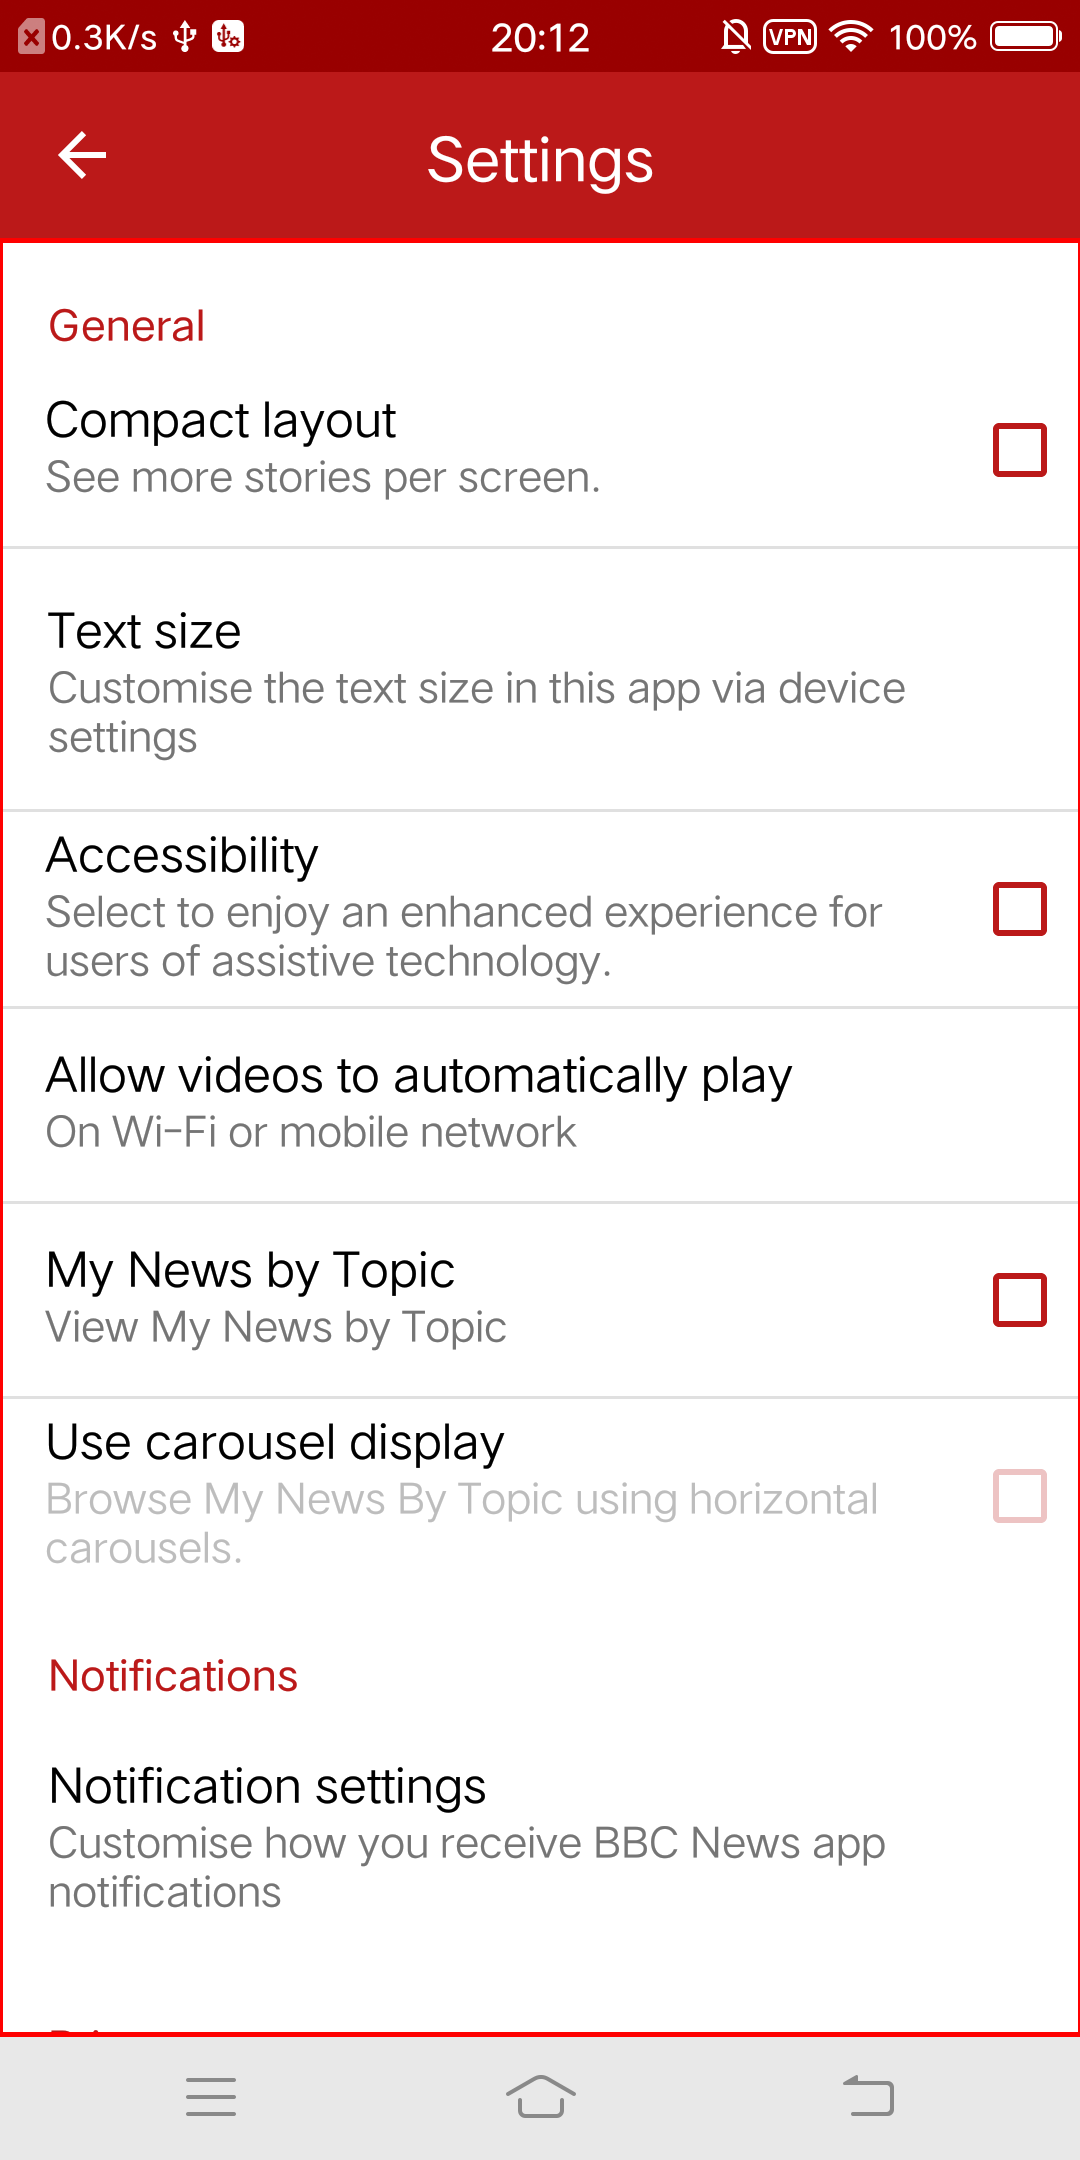 0.3K/s 20:12 VPN 100%
Settings
General
Compact layout
See more stories per screen.
Text size
Customise the text size in this app via device
settings
Accessibility
Select to enjoy an enhanced experience for
users of assistive technology.
Allow videos to automatically play
On Wi-Fi or mobile network
My News by Topic
View My News by Topic
Use carousel display
Browse My News By Topic using horizontal
carousels.
Notifications
Notification settings
Customise how you receive BBC News app
notifications